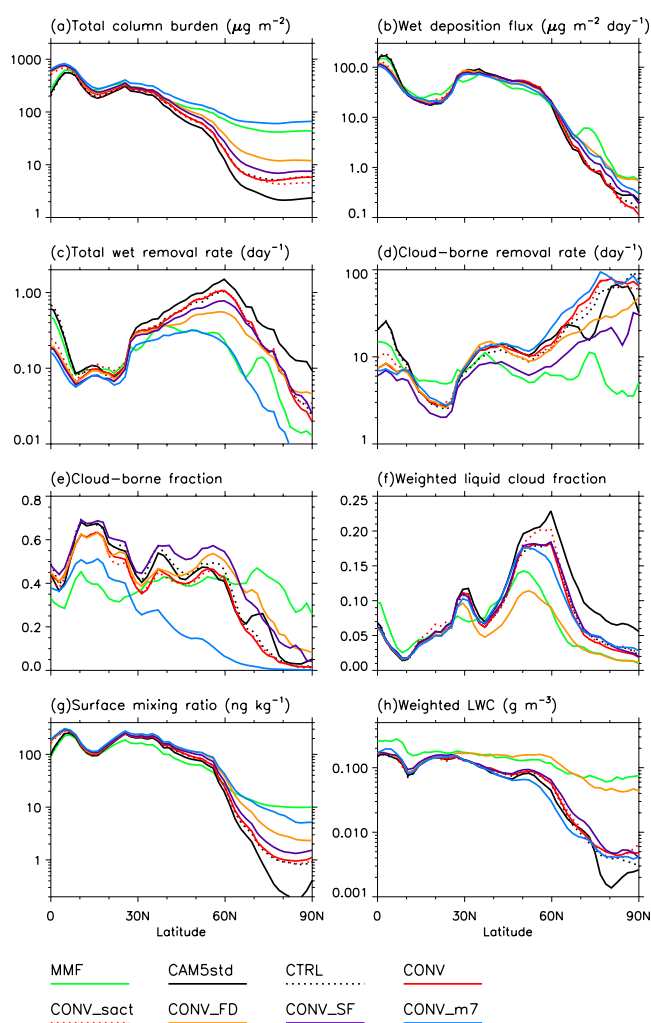 (a)Total column burden (μg m⁻²)
(b)Wet deposition flux (μg m⁻² day⁻¹)
1000
100
10
1
100.0
10.0
1.0
0.1
(c)Total wet removal rate (day⁻¹)
(d)Cloud-borne removal rate (day⁻¹)
1.00
0.10
0.01
100
10
1
(e)Cloud-borne fraction
(f)Weighted liquid cloud fraction
0.8
0.6
0.4
0.2
0.0
0.25
0.20
0.15
0.10
0.05
0.00
(g)Surface mixing ratio (ng kg⁻¹)
(h)Weighted LWC (g m⁻³)
100
10
1
0.100
0.010
0.001
0 30N 60N 90N
0 30N 60N 90N
Latitude
Latitude
MMF CAM5std CTRL CONV
CONV_sact CONV_FD CONV_SF CONV_m7